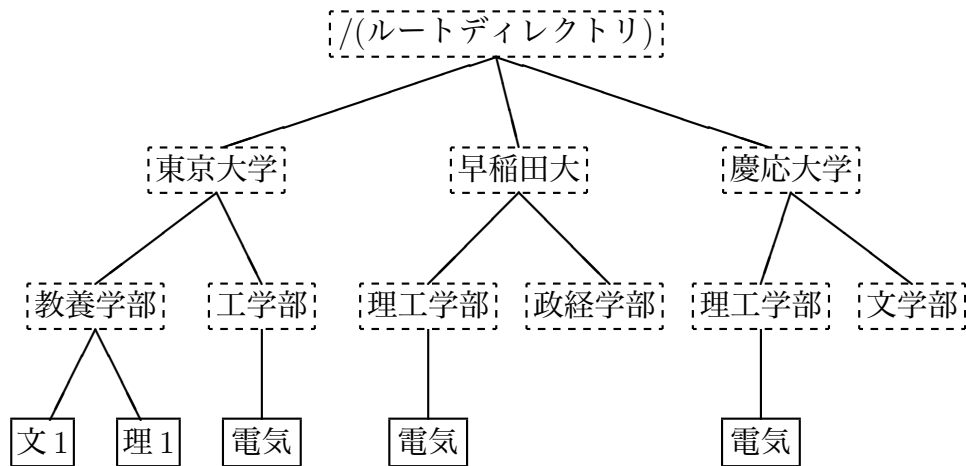 /(ルートディレクトリ)
東京大学 早稲田大 慶応大学
教養学部 工学部 理工学部 政経学部 理工学部 文学部
文1 理1 電気 電気 電気